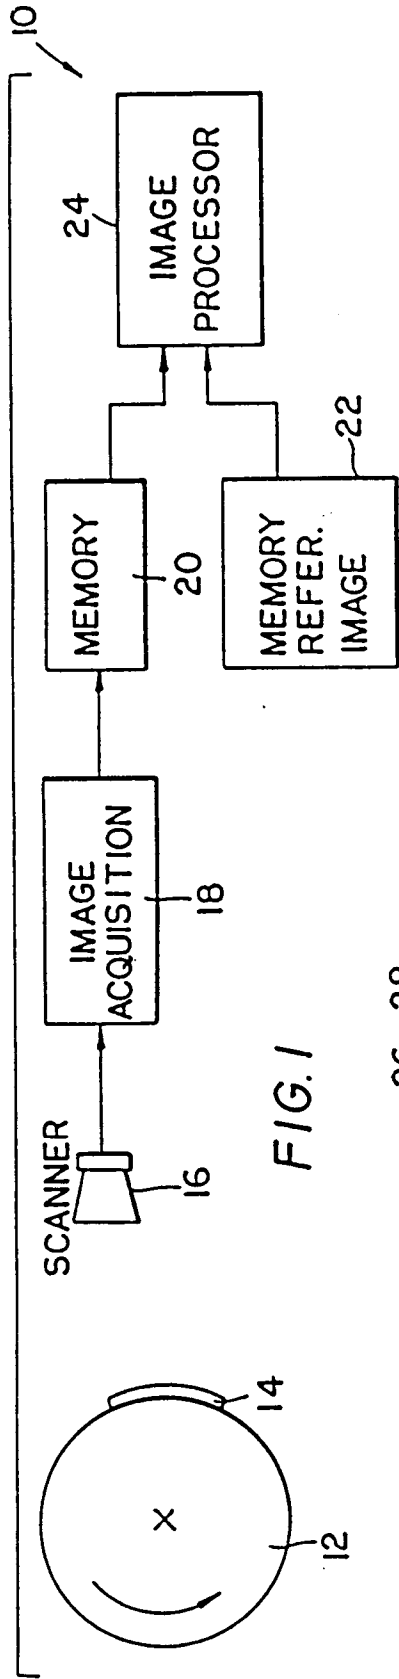 10
24
IMAGE
PROCESSOR
MEMORY
20
MEMORY
REFER.
IMAGE
22
IMAGE
ACQUISITION
18
SCANNER
16
14
12
X
FIG. 1